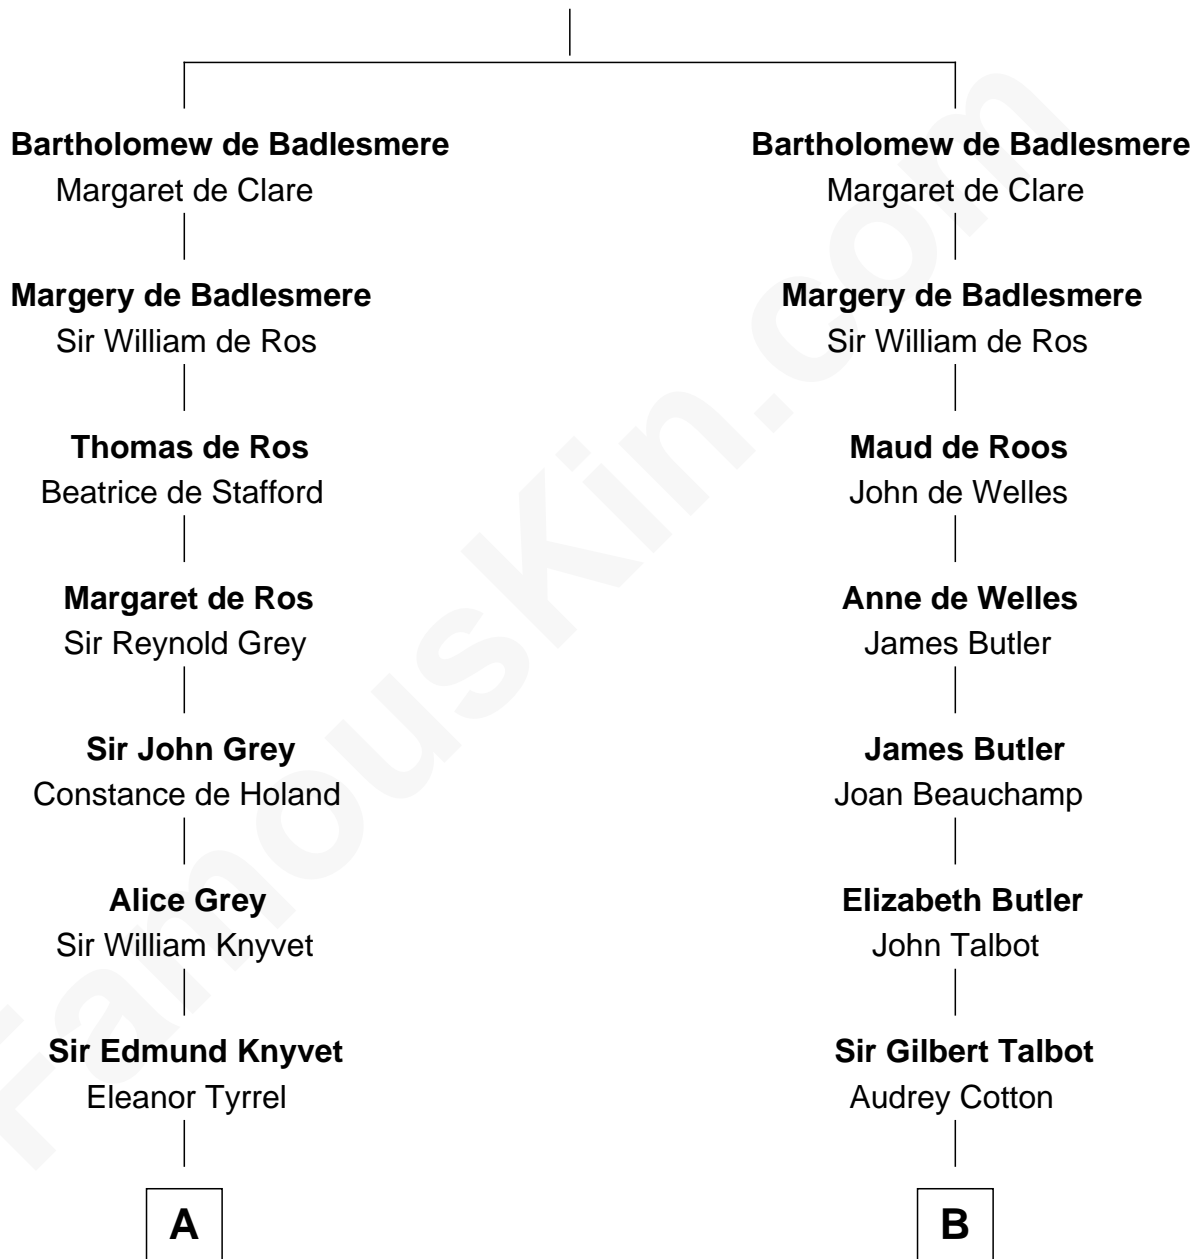 Bartholomew de Badlesmere
Margaret de Clare
Margery de Badlesmere
Sir William de Ros
Thomas de Ros
Beatrice de Stafford
Margaret de Ros
Sir Reynold Grey
Sir John Grey
Constance de Holand
Alice Grey
Sir William Knyvet
Sir Edmund Knyvet
Eleanor Tyrrel
A
Bartholomew de Badlesmere
Margaret de Clare
Margery de Badlesmere
Sir William de Ros
Maud de Roos
John de Welles
Anne de Welles
James Butler
James Butler
Joan Beauchamp
Elizabeth Butler
John Talbot
Sir Gilbert Talbot
Audrey Cotton
B
FamousKin.com